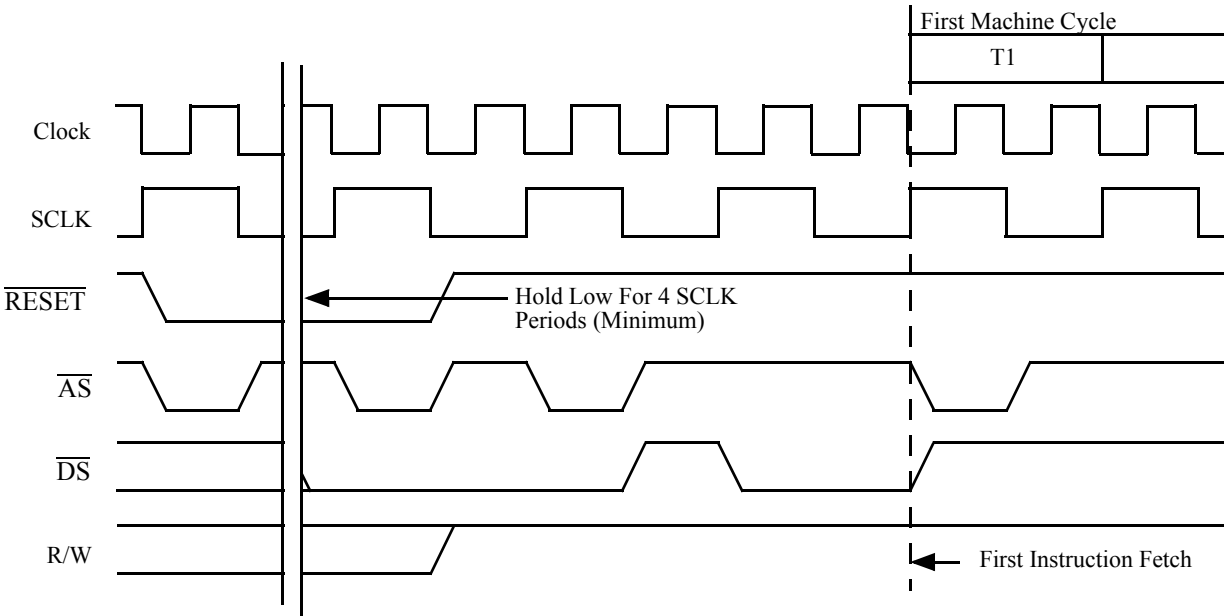 First Machine Cycle
T1
Clock
SCLK
RESET
Hold Low For 4 SCLK
Periods (Minimum)
AS
DS
R/W
First Instruction Fetch